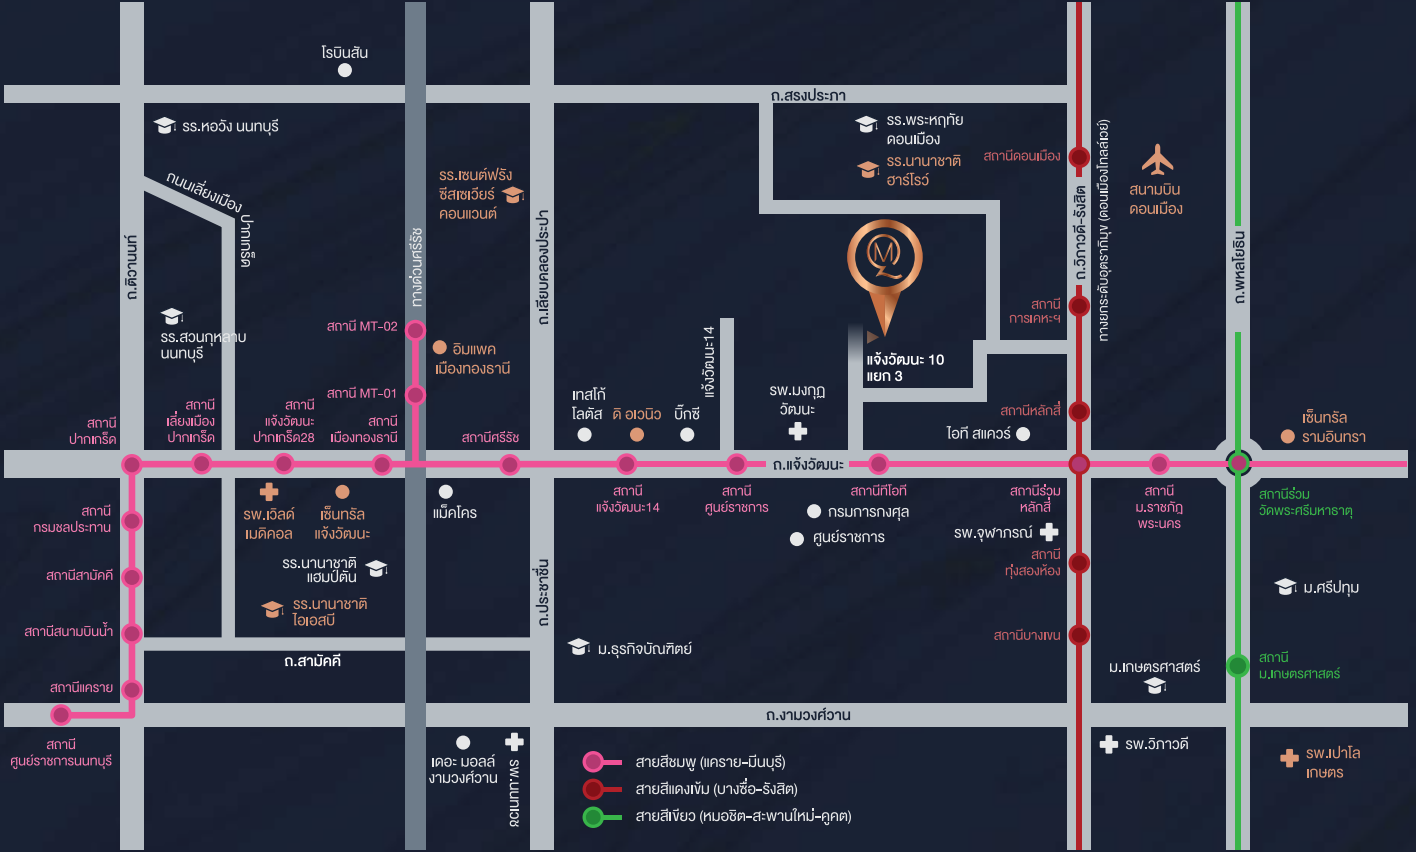 โรบินสัน
ถ.สรงประภา
รร.หอวัง นนทบุรี
รร.พระหฤทัย
ดอนเมือง
รร.นานาชาติ
ฮาร์โรว์
สถานีดอนเมือง
สนามบิน
ดอนเมือง
ทางยกระดับอุตราภิมุข (ดอนเมืองโทลล์เวย์)
ถ.วิภาวดี-รังสิต
ถ.พหลโยธิน
รร.เซนต์ฟรัง
ซีสเซเวียร์
คอนแวนต์
ถนนเลี่ยงเมือง
ปากเกร็ด
ถ.ติวานนท์
ทางด่วนศรีรัช
ถ.เลียบคลองประปา
M
รร.สวนกุหลาบ
นนทบุรี
สถานี MT-02
อิมแพค
เมืองทองธานี
สถานี MT-01
แจ้งวัฒนะ14
แจ้งวัฒนะ 10
แยก 3
สถานี
การเคหะฯ
สถานี
ปากเกร็ด
สถานี
เลี่ยงเมือง
ปากเกร็ด
สถานี
แจ้งวัฒนะ
ปากเกร็ด28
สถานี
เมืองทองธานี
สถานีศรีรัช
เทสโก้
โลตัส
ดิ อเวนิว
บิ๊กซี
รพ.มงกุฎ
วัฒนะ
สถานีหลักสี่
ไอที สแควร์
เซ็นทรัล
รามอินทรา
ถ.แจ้งวัฒนะ
สถานี
กรมชลประทาน
รพ.เวิลด์
เมดิคอล
เซ็นทรัล
แจ้งวัฒนะ
แม็คโคร
สถานี
แจ้งวัฒนะ14
สถานี
ศูนย์ราชการ
สถานีทีโอที
กรมการกงศุล
ศูนย์ราชการ
สถานีร่วม
หลักสี่
รพ.จุฬาภรณ์
สถานี
ม.ราชภัฏ
พระนคร
สถานีร่วม
วัดพระศรีมหาธาตุ
สถานี
ทุ่งสองห้อง
สถานีสามัคคี
รร.นานาชาติ
แฮมป์ตัน
รร.นานาชาติ
ไอเอสบี
ถ.ประชาชื่น
ม.ศรีปทุม
สถานีสนามบินน้ำ
ถ.สามัคคี
ม.ธุรกิจบัณฑิตย์
สถานีบางเขน
ม.เกษตรศาสตร์
สถานี
ม.เกษตรศาสตร์
สถานีแคราย
ถ.งามวงศ์วาน
สถานี
ศูนย์ราชการนนทบุรี
เดอะ มอลล์
งามวงศ์วาน
รพ.นนทเวช
รพ.วิภาวดี
รพ.เปาโล
เกษตร
สายสีชมพู (แคราย-มีนบุรี)
สายสีแดงเข้ม (บางซื่อ-รังสิต)
สายสีเขียว (หมอชิต-สะพานใหม่-คูคต)